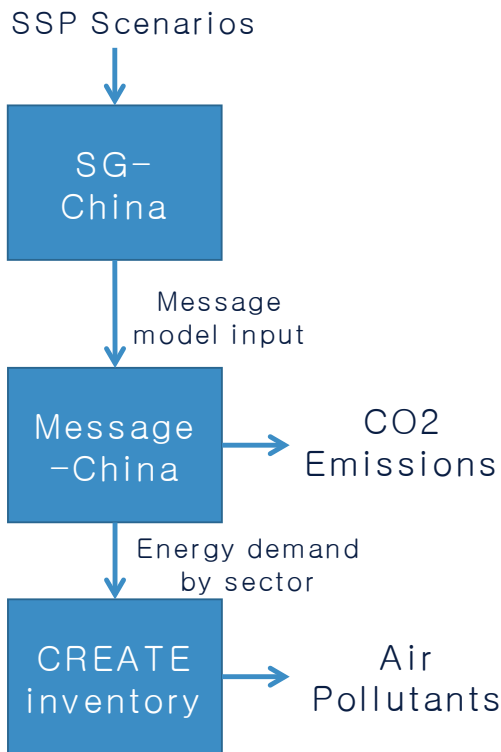 SSP Scenarios
SG-
China
Message
model input
Message
-China
CO2
Emissions
Energy demand
by sector
CREATE
inventory
Air
Pollutants